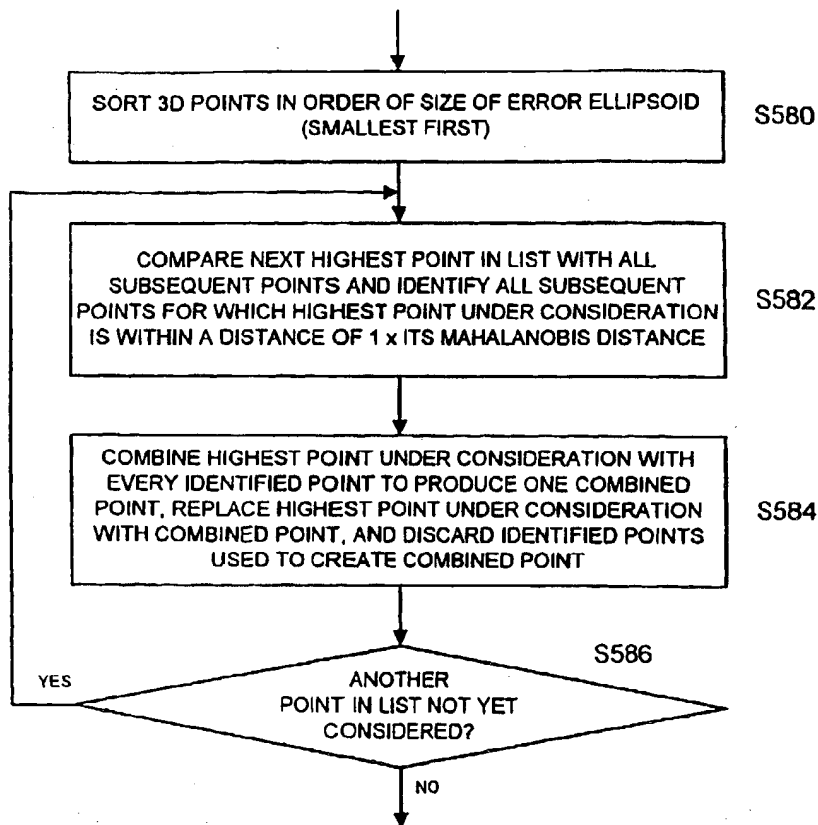 SORT 3D POINTS IN ORDER OF SIZE OF ERROR ELLIPSOID
(SMALLEST FIRST)
S580
COMPARE NEXT HIGHEST POINT IN LIST WITH ALL
SUBSEQUENT POINTS AND IDENTIFY ALL SUBSEQUENT
POINTS FOR WHICH HIGHEST POINT UNDER CONSIDERATION
IS WITHIN A DISTANCE OF 1 x ITS MAHALANOBIS DISTANCE
S582
COMBINE HIGHEST POINT UNDER CONSIDERATION WITH
EVERY IDENTIFIED POINT TO PRODUCE ONE COMBINED
POINT, REPLACE HIGHEST POINT UNDER CONSIDERATION
WITH COMBINED POINT, AND DISCARD IDENTIFIED POINTS
USED TO CREATE COMBINED POINT
S584
S586
YES
ANOTHER
POINT IN LIST NOT YET
CONSIDERED?
NO